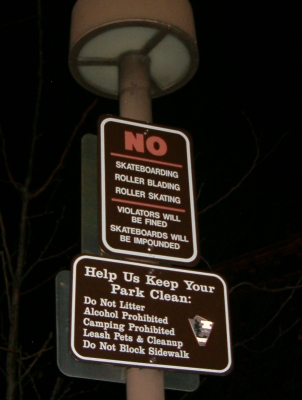 NO
SKATEBOARDING
ROLLER BLADING
ROLLER SKATING
VIOLATORS WILL
BE FINED
SKATEBOARDS WILL
BE IMPOUNDED
Help Us Keep Your
Park Clean:
Do Not Litter
Alcohol Prohibited
Camping Prohibited
Leash Pets & Cleanup
Do Not Block Sidewalk